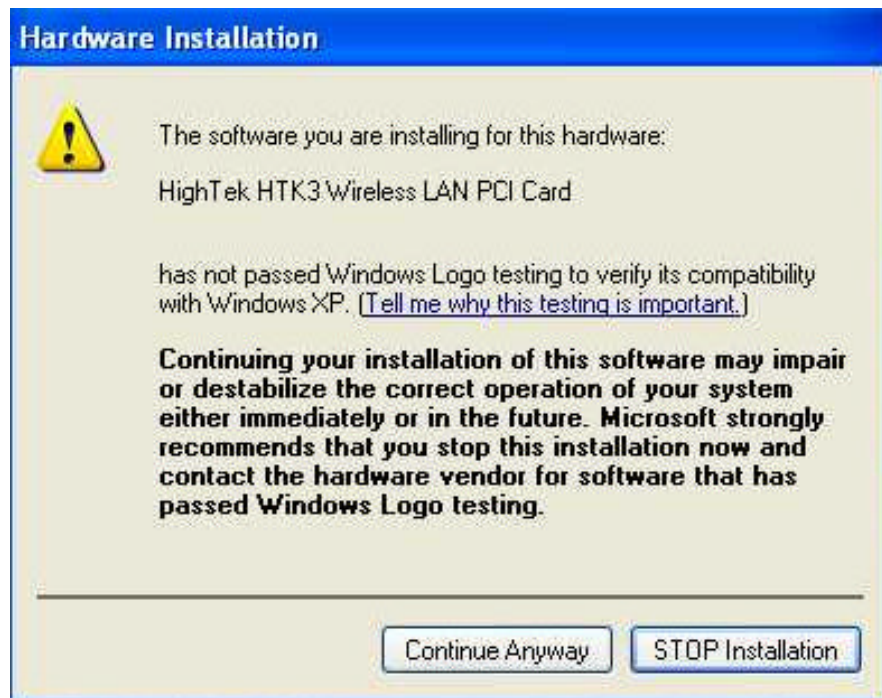 Hardware Installation
The software you are installing for this hardware:
HighTek HTK3 Wireless LAN PCI Card
has not passed Windows Logo testing to verify its compatibility
with Windows XP. (Tell me why this testing is important.)
Continuing your installation of this software may impair
or destabilize the correct operation of your system
either immediately or in the future. Microsoft strongly
recommends that you stop this installation now and
contact the hardware vendor for software that has
passed Windows Logo testing.
Continue Anyway
STOP Installation